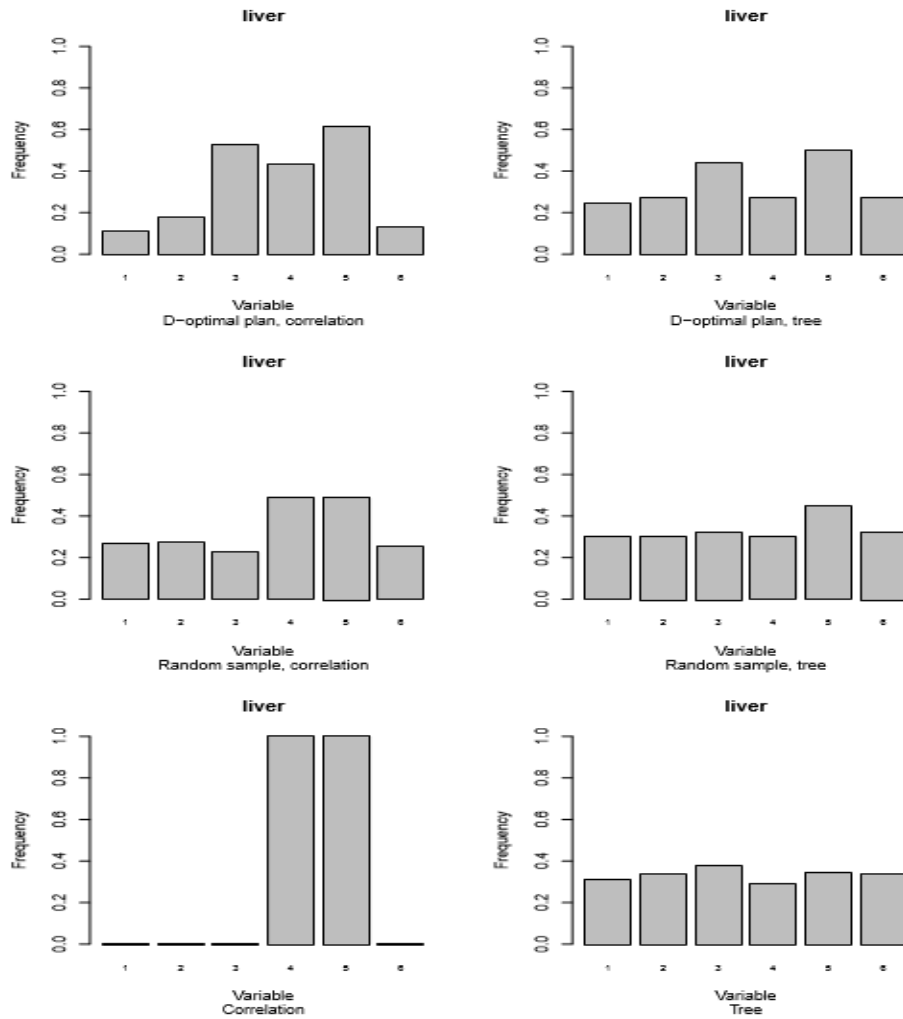 liver
Frequency
0.0 0.2 0.4 0.6 0.8 1.0
1 2 3 4 5 6
Variable
D-optimal plan, correlation
liver
Frequency
0.0 0.2 0.4 0.6 0.8 1.0
1 2 3 4 5 6
Variable
D-optimal plan, tree
liver
Frequency
0.0 0.2 0.4 0.6 0.8 1.0
1 2 3 4 5 6
Variable
Random sample, correlation
liver
Frequency
0.0 0.2 0.4 0.6 0.8 1.0
1 2 3 4 5 6
Variable
Random sample, tree
liver
Frequency
0.0 0.2 0.4 0.6 0.8 1.0
1 2 3 4 5 6
Variable
Correlation
liver
Frequency
0.0 0.2 0.4 0.6 0.8 1.0
1 2 3 4 5 6
Variable
Tree